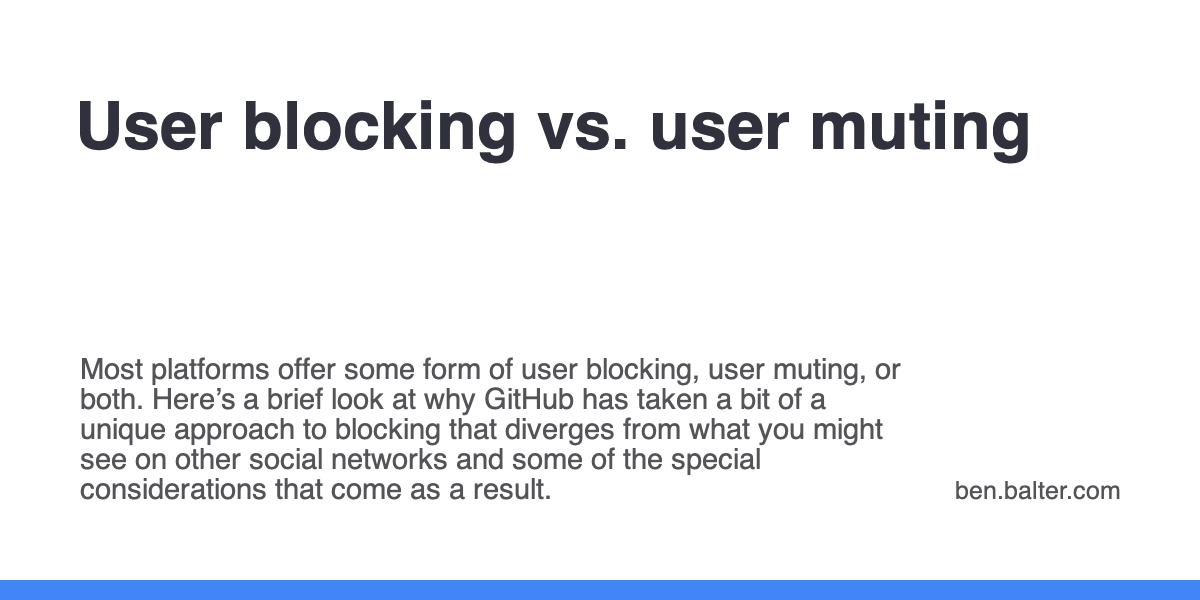 User blocking vs. user muting
Most platforms offer some form of user blocking, user muting, or
both. Here’s a brief look at why GitHub has taken a bit of a
unique approach to blocking that diverges from what you might
see on other social networks and some of the special
considerations that come as a result.
ben.balter.com